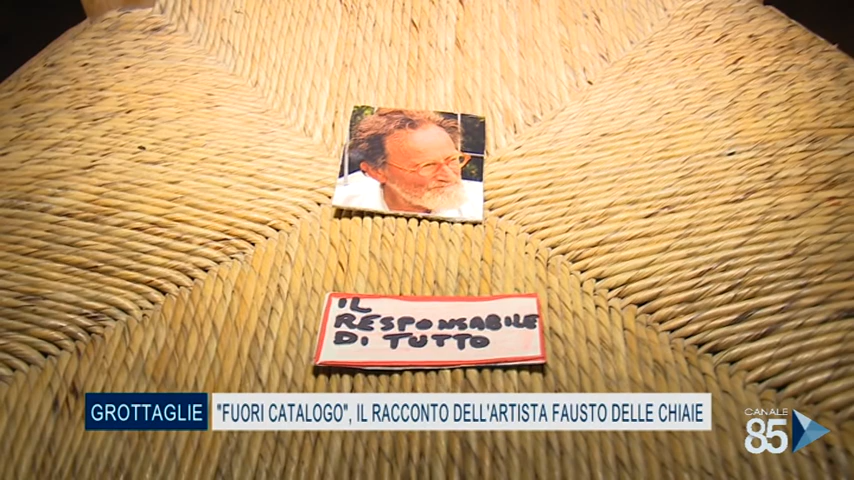 IL
RESPONSABILE
DI TUTTO
GROTTAGLIE
"FUORI CATALOGO", IL RACCONTO DELL'ARTISTA FAUSTO DELLE CHIAIE
CANALE
85